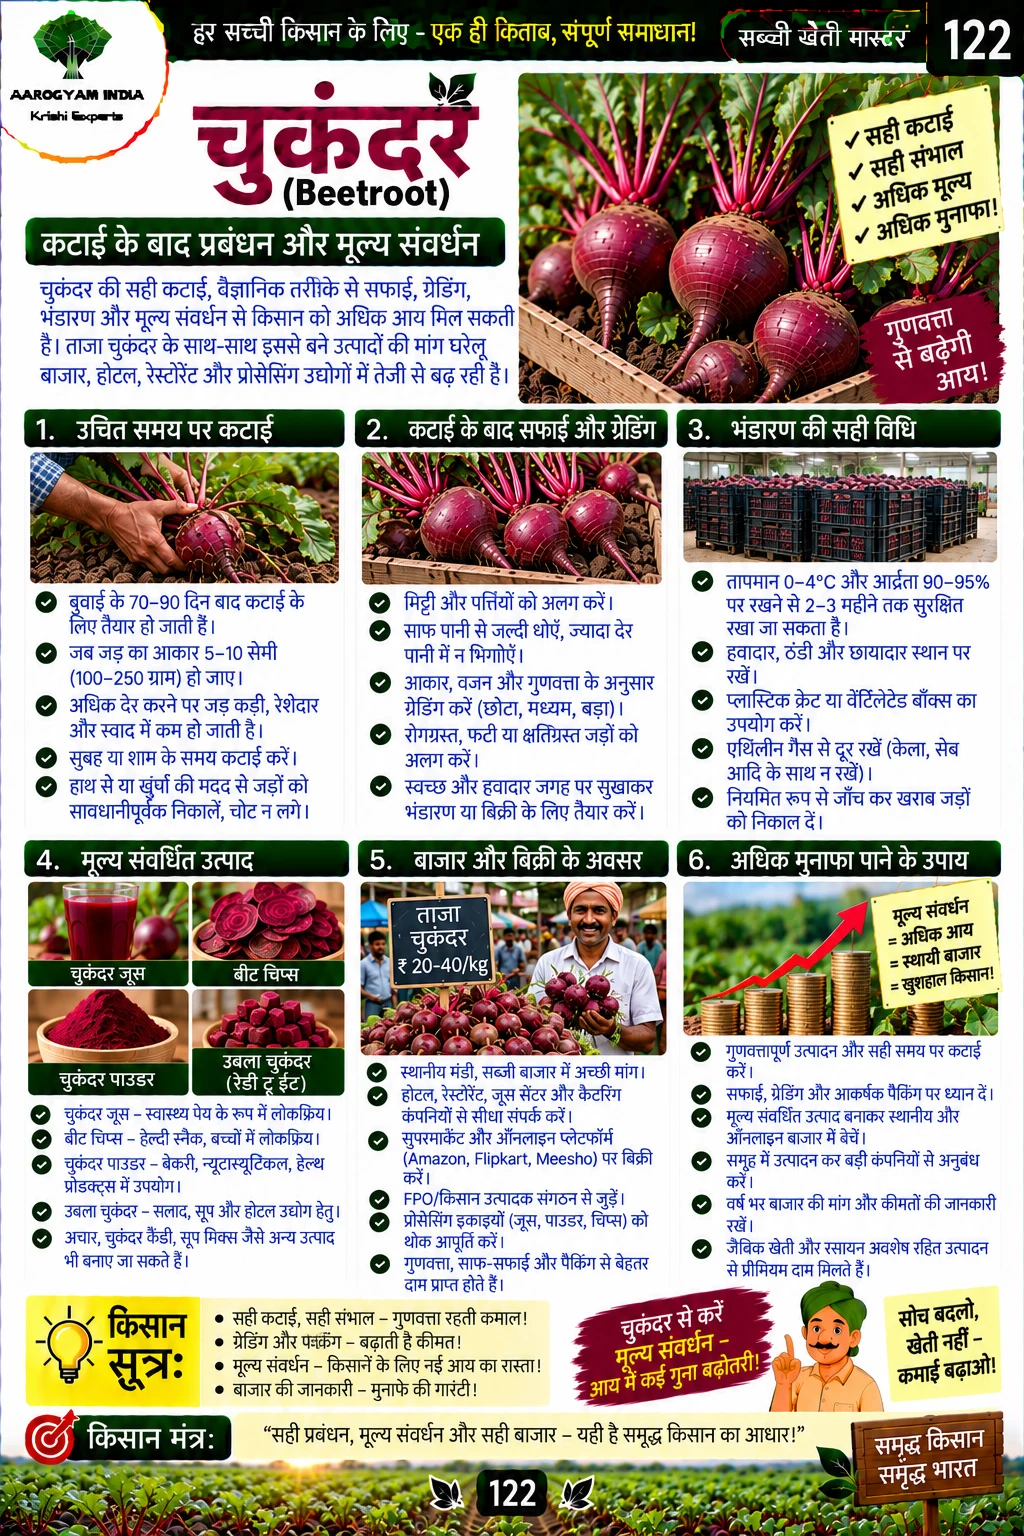 AAROGYAM INDIA
Krishi Experts
हर सच्ची किसान के लिए - एक ही किताब, संपूर्ण समाधान!
सब्ची खेती मास्टर
122
चुकंदर
(Beetroot)
कटाई के बाद प्रबंधन और मूल्य संवर्धन
चुकंदर की सही कटाई, वैज्ञानिक तरीके से सफाई, ग्रेडिंग,
भंडारण और मूल्य संवर्धन से किसान को अधिक आय मिल सकती
है। ताजा चुकंदर के साथ-साथ इससे बने उत्पादों की मांग घरेलू
बाजार, होटल, रेस्टोरेंट और प्रोसेसिंग उद्योगों में तेजी से बढ़ रही है।
✓ सही कटाई
✓ सही संभाल
✓ अधिक मूल्य
✓ अधिक मुनाफा!
गुणवत्ता
से बढ़ेगी
आय!
1. उचित समय पर कटाई
बुवाई के 70-90 दिन बाद कटाई के
लिए तैयार हो जाती हैं।
जब जड़ का आकार 5-10 सेमी
(100-250 ग्राम) हो जाए।
अधिक देर करने पर जड़ कड़ी, रेशेदार
और स्वाद में कम हो जाती है।
सुबह या शाम के समय कटाई करें।
हाथ से या खुर्पी की मदद से जड़ों को
सावधानीपूर्वक निकालें, चोट न लगे।
2. कटाई के बाद सफाई और ग्रेडिंग
मिट्टी और पत्तियों को अलग करें।
साफ पानी से जल्दी धोएँ, ज्यादा देर
पानी में न भिगोएँ।
आकार, वजन और गुणवत्ता के अनुसार
ग्रेडिंग करें (छोटा, मध्यम, बड़ा)।
रोगग्रस्त, फटी या क्षतिग्रस्त जड़ों को
अलग करें।
स्वच्छ और हवादार जगह पर सुखाकर
भंडारण या बिक्री के लिए तैयार करें।
3. भंडारण की सही विधि
तापमान 0-4°C और आर्द्रता 90-95%
पर रखने से 2-3 महीने तक सुरक्षित
रखा जा सकता है।
हवादार, ठंडी और छायादार स्थान पर
रखें।
प्लास्टिक क्रेट या वेंटिलेटेड बॉक्स का
उपयोग करें।
एथिलीन गैस से दूर रखें (केला, सेब
आदि के साथ न रखें)।
नियमित रूप से जाँच कर खराब जड़ों
को निकाल दें।
4. मूल्य संवर्धित उत्पाद
चुकंदर जूस
बीट चिप्स
चुकंदर पाउडर
उबला चुकंदर
(रेडी टू ईट)
चुकंदर जूस – स्वास्थ्य पेय के रूप में लोकप्रिय।
बीट चिप्स – हेल्दी स्नैक, बच्चों में लोकप्रिय।
चुकंदर पाउडर – बेकरी, न्यूटास्यूटिकल, हेल्थ
प्रोडक्ट्स में उपयोग।
उबला चुकंदर – सलाद, सूप और होटल उद्योग हेतु।
अचार, चुकंदर कैंडी, सूप मिक्स जैसे अन्य उत्पाद
भी बनाए जा सकते हैं।
5. बाजार और बिक्री के अवसर
ताजा
चुकंदर
₹ 20-40/kg
स्थानीय मंडी, सब्जी बाजार में अच्छी मांग।
होटल, रेस्टोरेंट, जूस सेंटर और कैटरिंग
कंपनियों से सीधा संपर्क करें।
सुपरमार्केट और ऑनलाइन प्लेटफॉर्म
(Amazon, Flipkart, Meesho) पर बिक्री
करें।
FPO/किसान उत्पादक संगठन से जुड़ें।
प्रोसेसिंग इकाइयों (जूस, पाउडर, चिप्स) को
थोक आपूर्ति करें।
गुणवत्ता, साफ-सफाई और पैकिंग से बेहतर
दाम प्राप्त होते हैं।
6. अधिक मुनाफा पाने के उपाय
मूल्य संवर्धन
= अधिक आय
= स्थायी बाजार
= खुशहाल किसान!
गुणवत्तापूर्ण उत्पादन और सही समय पर कटाई
करें।
सफाई, ग्रेडिंग और आकर्षक पैकिंग पर ध्यान दें।
मूल्य संवर्धित उत्पाद बनाकर स्थानीय और
ऑनलाइन बाजार में बेचें।
समूह में उत्पादन कर बड़ी कंपनियों से अनुबंध
करें।
वर्ष भर बाजार की मांग और कीमतों की जानकारी
रखें।
जैविक खेती और रसायन अवशेष रहित उत्पादन
से प्रीमियम दाम मिलते हैं।
किसान
सूत्र:
• सही कटाई, सही संभाल – गुणवत्ता रहती कमाल!
• ग्रेडिंग और – बढ़ाती है कीमत!
• मूल्य संवर्धन – किसानों के लिए नई आय का रास्ता!
• बाजार की जानकारी – मुनाफे की गारंटी!
चुकंदर से करें
मूल्य संवर्धन –
आय में कई गुना बढ़ोतरी!
सोच बदलो,
खेती नहीं –
कमाई बढ़ाओ!
किसान मंत्र:
"सही प्रबंधन, मूल्य संवर्धन और सही बाजार – यही है समृद्ध किसान का आधार!"
समृद्ध किसान
समृद्ध भारत
122